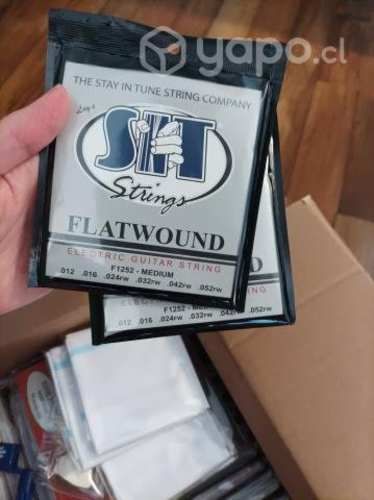 yapo.cl
THE STAY IN TUNE STRING COMPANY
SIT
Strings
FLATWOUND
ELECTRIC GUITAR STRING
F1252 - MEDIUM
.012 .016 .024rw .032rw .042rw .052rw
F1252 - MEDIUM
.012 .016 .024rw .032rw .042rw .052rw